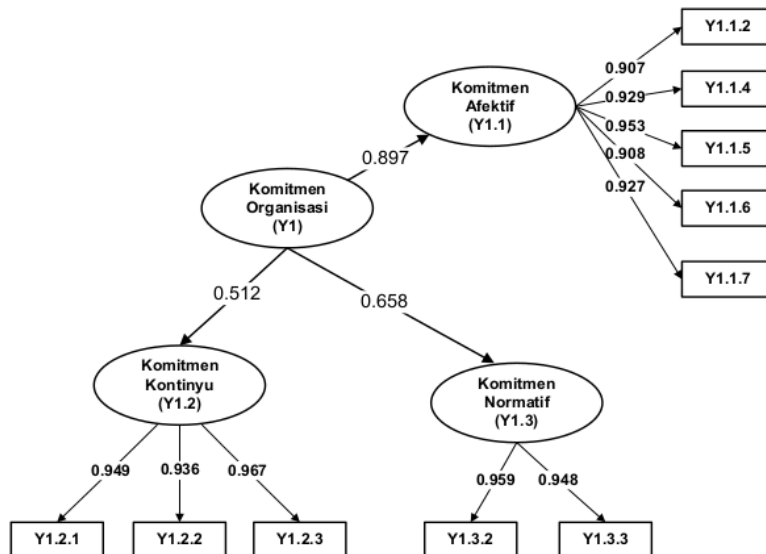 Y1.1.2
Komitmen
Afektif
(Y1.1)
0.907
0.929
Y1.1.4
0.953
Y1.1.5
0.908
0.927
Y1.1.6
Y1.1.7
0.897
Komitmen
Organisasi
(Y1)
0.512
0.658
Komitmen
Kontinyu
(Y1.2)
Komitmen
Normatif
(Y1.3)
0.949
0.936
0.967
0.959
0.948
Y1.2.1
Y1.2.2
Y1.2.3
Y1.3.2
Y1.3.3